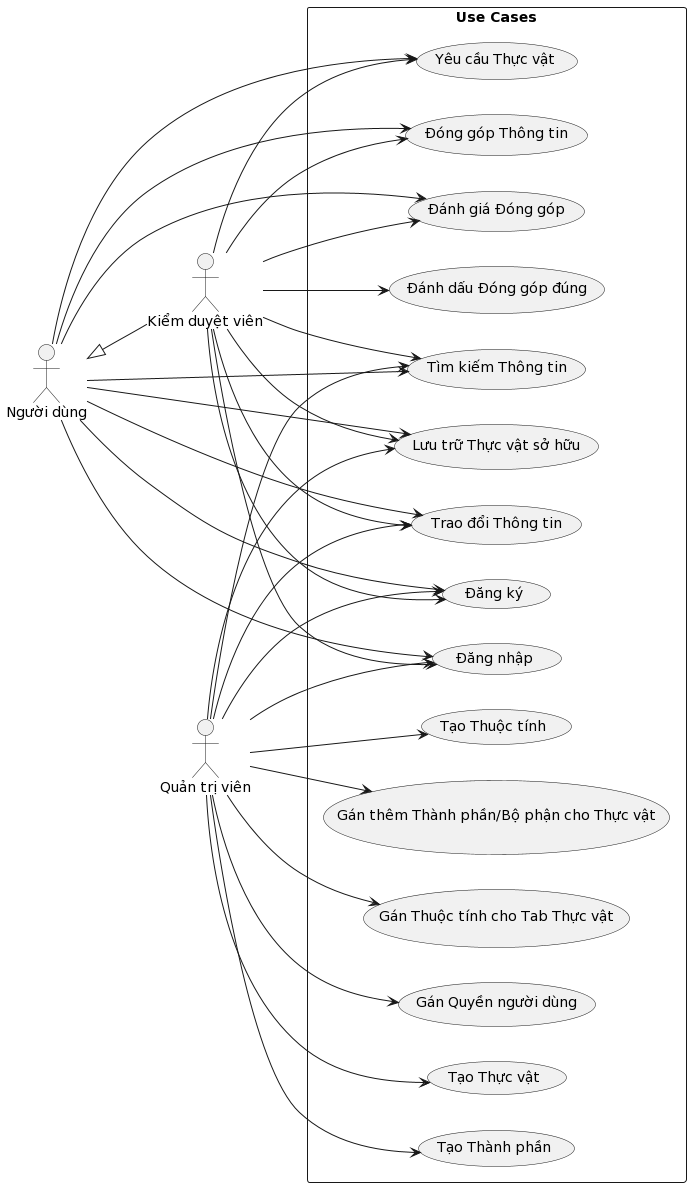 Use Cases
Yêu cầu Thực vật
Đóng góp Thông tin
Đánh giá Đóng góp
Đánh dấu Đóng góp đúng
Kiểm duyệt viên
Tìm kiếm Thông tin
Người dùng
Lưu trữ Thực vật sở hữu
Trao đổi Thông tin
Đăng ký
Đăng nhập
Tạo Thuộc tính
Quản trị viên
Gán thêm Thành phần/Bộ phận cho Thực vật
Gán Thuộc tính cho Tab Thực vật
Gán Quyền người dùng
Tạo Thực vật
Tạo Thành phần